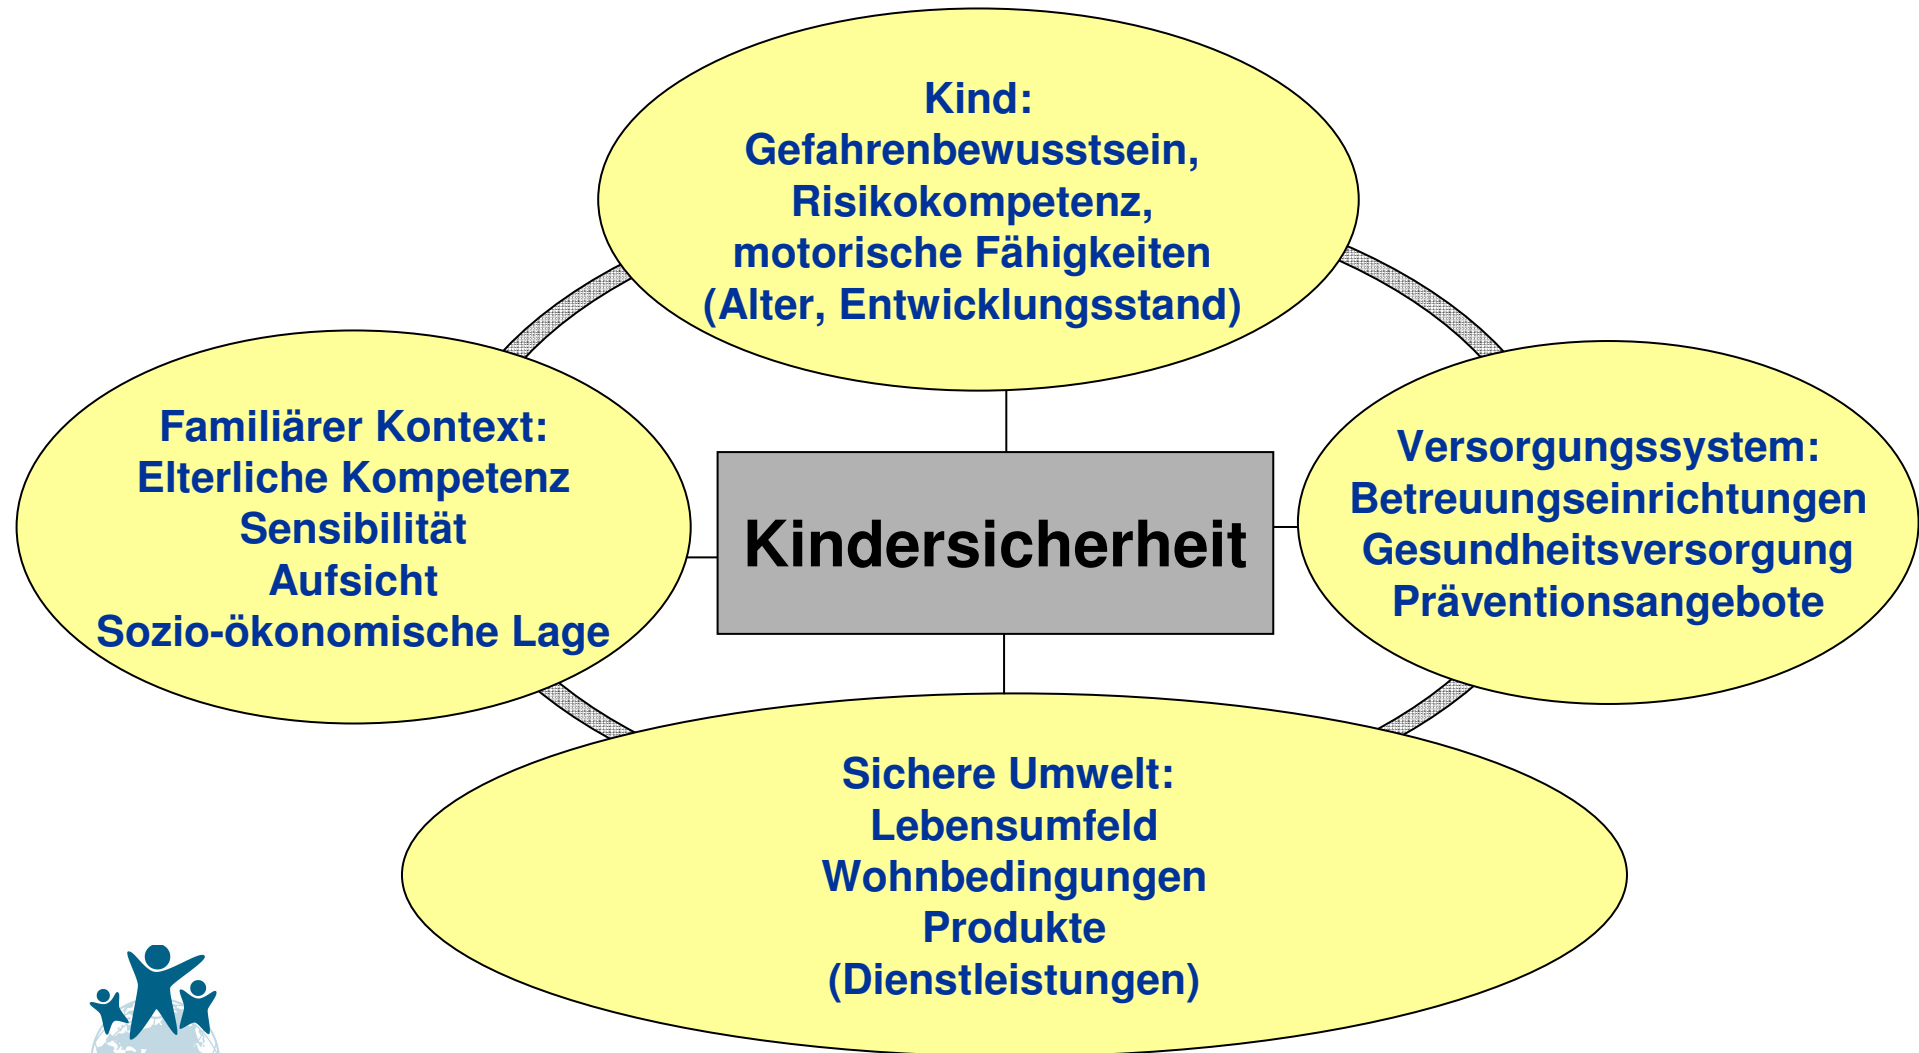 Kind:
Gefahrenbewusstsein,
Risikokompetenz,
motorische Fähigkeiten
(Alter, Entwicklungsstand)
Familiärer Kontext:
Elterliche Kompetenz
Sensibilität
Aufsicht
Sozio-ökonomische Lage
Kindersicherheit
Versorgungssystem:
Betreuungseinrichtungen
Gesundheitsversorgung
Präventionsangebote
Sichere Umwelt:
Lebensumfeld
Wohnbedingungen
Produkte
(Dienstleistungen)